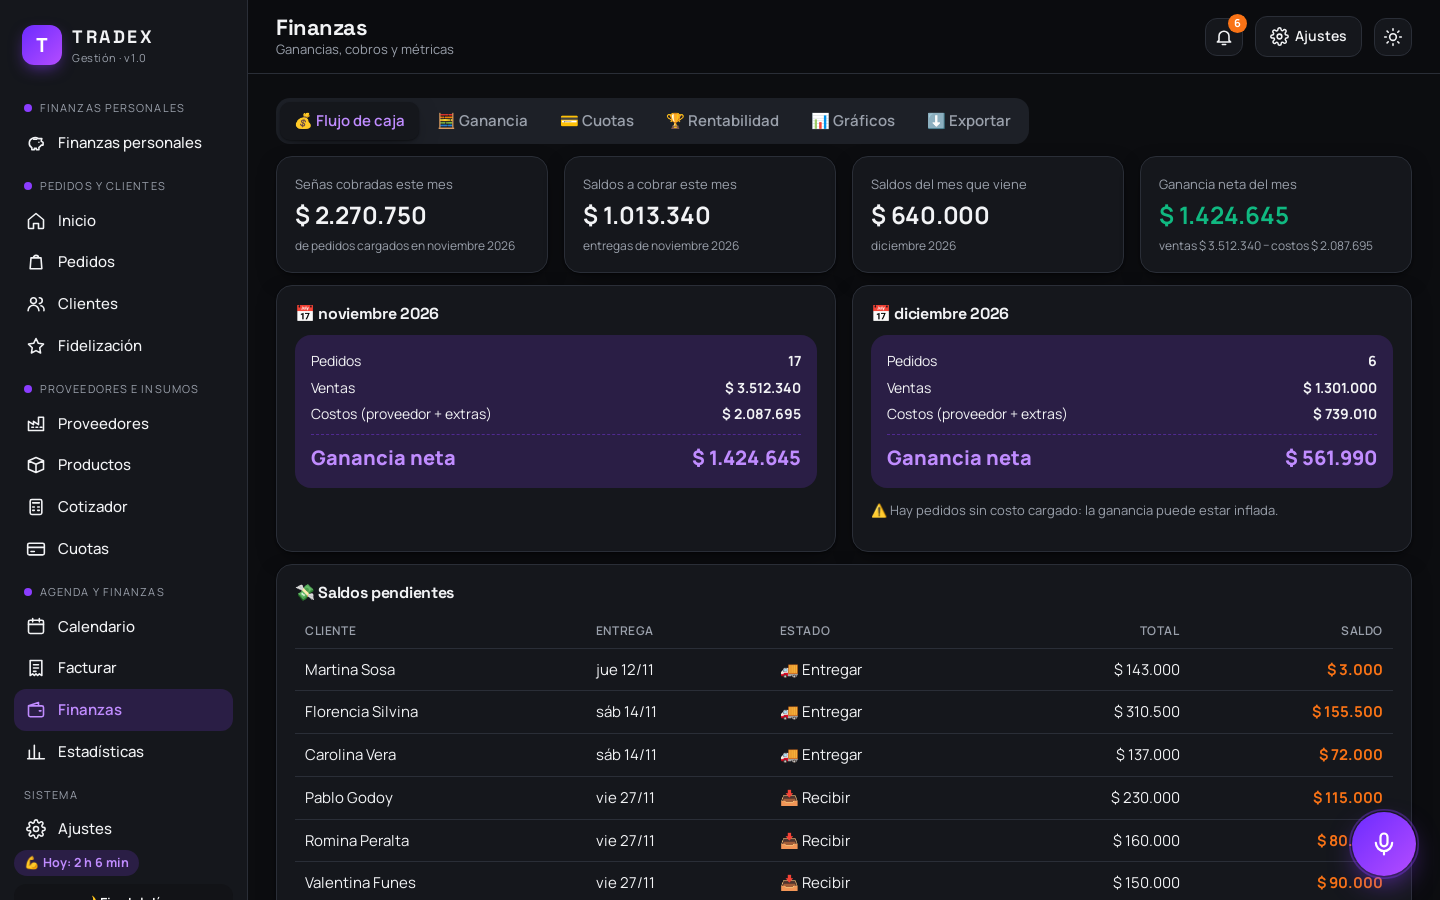 T
TRADEX
Gestión · v1.0
FINANZAS PERSONALES
Finanzas personales
PEDIDOS Y CLIENTES
Inicio
Pedidos
Clientes
Fidelización
PROVEEDORES E INSUMOS
Proveedores
Productos
Cotizador
Cuotas
AGENDA Y FINANZAS
Calendario
Facturar
Finanzas
Estadísticas
SISTEMA
Ajustes
💪 Hoy: 2 h 6 min
Finanzas
Ganancias, cobros y métricas
6
Ajustes
💰 Flujo de caja
🧮 Ganancia
💳 Cuotas
🏆 Rentabilidad
📊 Gráficos
⬇️ Exportar
Señas cobradas este mes
$ 2.270.750
de pedidos cargados en noviembre 2026
Saldos a cobrar este mes
$ 1.013.340
entregas de noviembre 2026
Saldos del mes que viene
$ 640.000
diciembre 2026
Ganancia neta del mes
$ 1.424.645
ventas $ 3.512.340 − costos $ 2.087.695
📅 noviembre 2026
Pedidos 17
Ventas $ 3.512.340
Costos (proveedor + extras) $ 2.087.695
Ganancia neta $ 1.424.645
📅 diciembre 2026
Pedidos 6
Ventas $ 1.301.000
Costos (proveedor + extras) $ 739.010
Ganancia neta $ 561.990
⚠️ Hay pedidos sin costo cargado: la ganancia puede estar inflada.
💸 Saldos pendientes
CLIENTE ENTREGA ESTADO TOTAL SALDO
Martina Sosa jue 12/11 🚚 Entregar $ 143.000 $ 3.000
Florencia Silvina sáb 14/11 🚚 Entregar $ 310.500 $ 155.500
Carolina Vera sáb 14/11 🚚 Entregar $ 137.000 $ 72.000
Pablo Godoy vie 27/11 📥 Recibir $ 230.000 $ 115.000
Romina Peralta vie 27/11 📥 Recibir $ 160.000 $ 80.
Valentina Funes vie 27/11 📥 Recibir $ 150.000 $ 90.000